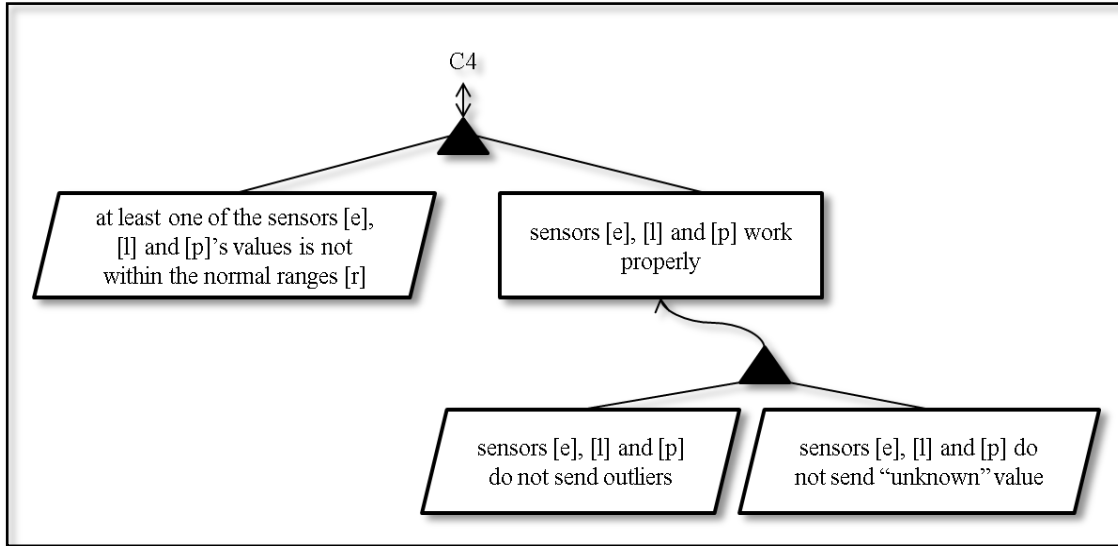 C4
at least one of the sensors [e],
[l] and [p]’s values is not
within the normal ranges [r]
sensors [e], [l] and [p] work
properly
sensors [e], [l] and [p]
do not send outliers
sensors [e], [l] and [p] do
not send “unknown” value